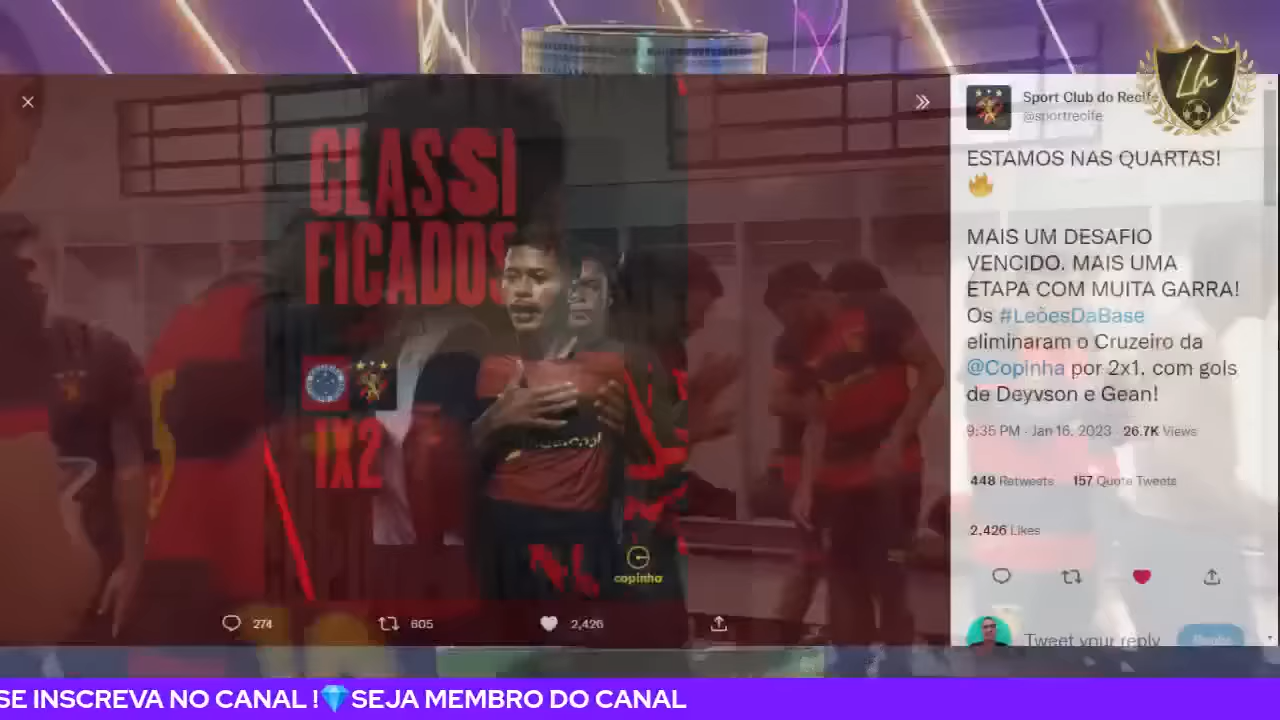 CLASSI
FICADOS
1X2
copinha
274
605
2,426
Lh
Sport Club do Recife
@sportrecife
ESTAMOS NAS QUARTAS!
MAIS UM DESAFIO
VENCIDO. MAIS UMA
ETAPA COM MUITA GARRA!
Os #LeõesDaBase
eliminaram o Cruzeiro da
@Copinha por 2x1. com gols
de Deyvson e Gean!
9:35 PM · Jan 16, 2023 · 26.7K Views
448 Retweets 157 Quote Tweets
2,426 Likes
Tweet your reply
SE INSCREVA NO CANAL !💎SEJA MEMBRO DO CANAL